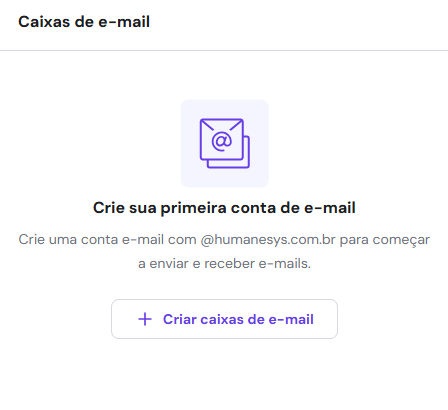 Caixas de e-mail
@
Crie sua primeira conta de e-mail
Crie uma conta e-mail com @humanesys.com.br para começar
a enviar e receber e-mails.
Criar caixas de e-mail